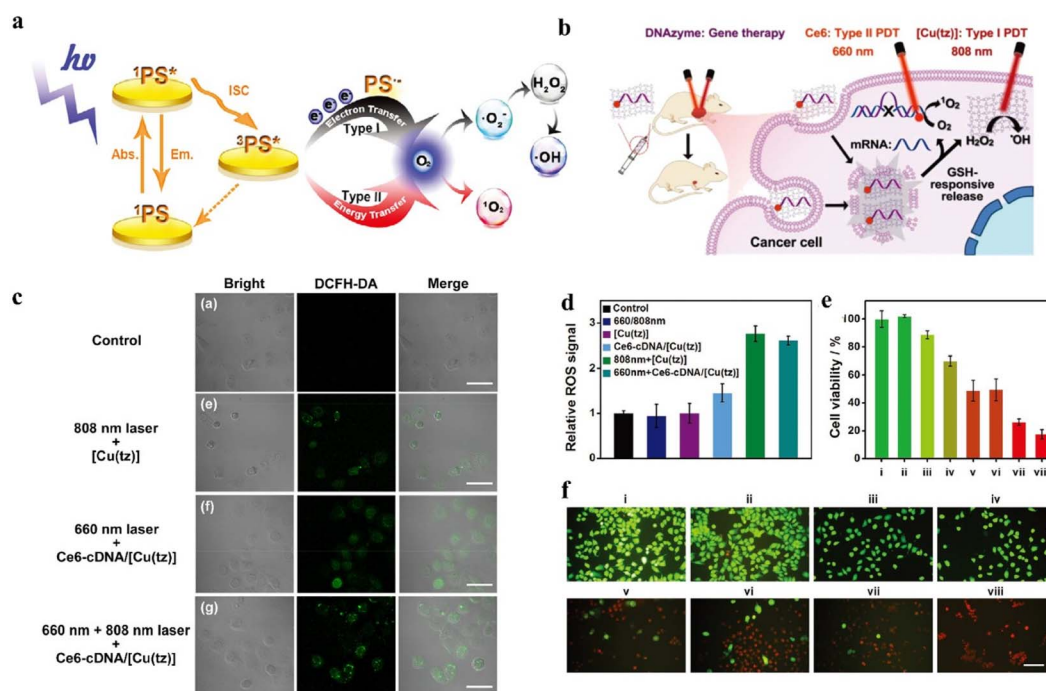 a
hν
¹PS*
ISC
³PS*
Abs.
Em.
¹PS
PS·-
e- e- e-
Electron Transfer
Type I
Type II
Energy Transfer
O₂
·O₂⁻
¹O₂
H₂O₂
·OH
b
DNAzyme: Gene therapy
Ce6: Type II PDT
660 nm
[Cu(tz)]: Type I PDT
808 nm
¹O₂
O₂
X
mRNA:
H₂O₂
·OH
GSH-
responsive
release
Cancer cell
c
Bright DCFH-DA Merge
Control
(a)
808 nm laser
+
[Cu(tz)]
(e)
660 nm laser
+
Ce6-cDNA/[Cu(tz)]
(f)
660 nm + 808 nm laser
+
Ce6-cDNA/[Cu(tz)]
(g)
d
Relative ROS signal
3
2
1
0
Control
660/808nm
[Cu(tz)]
Ce6-cDNA/[Cu(tz)]
808nm+[Cu(tz)]
660nm+Ce6-cDNA/[Cu(tz)]
e
Cell viability / %
100
80
60
40
20
i ii iii iv v vi vii vii
f
i ii iii iv
v vi vii viii